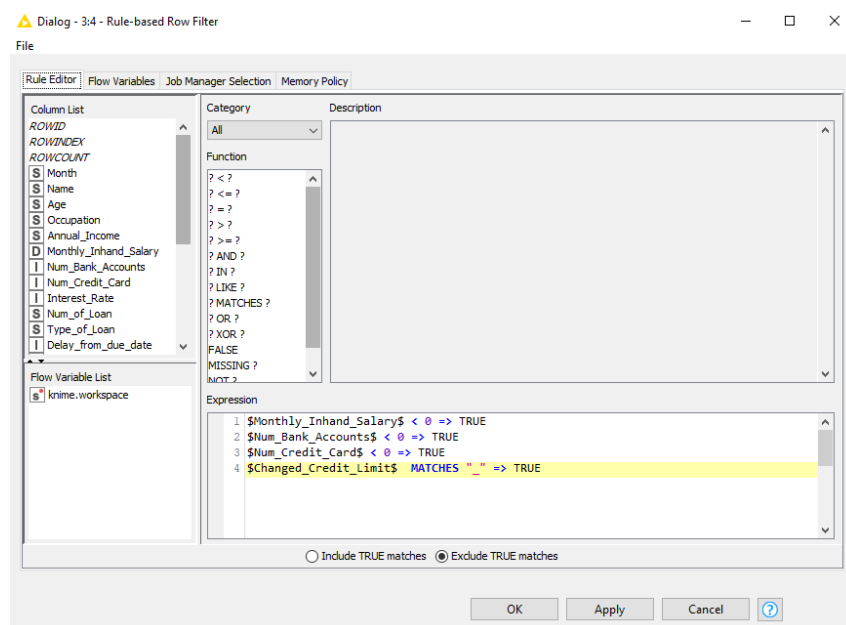 Dialog - 3:4 - Rule-based Row Filter
File
Rule Editor Flow Variables Job Manager Selection Memory Policy
Column List
ROWID
ROWINDEX
ROWCOUNT
S Month
S Name
S Age
S Occupation
S Annual_Income
D Monthly_Inhand_Salary
I Num_Bank_Accounts
I Num_Credit_Card
I Interest_Rate
S Num_of_Loan
S Type_of_Loan
I Delay_from_due_date
Flow Variable List
s knime.workspace
Category
All
Function
? < ?
? <= ?
? = ?
? > ?
? >= ?
? AND ?
? IN ?
? LIKE ?
? MATCHES ?
? OR ?
? XOR ?
FALSE
MISSING ?
NOT ?
Description
Expression
1 $Monthly_Inhand_Salary$ < 0 => TRUE
2 $Num_Bank_Accounts$ < 0 => TRUE
3 $Num_Credit_Card$ < 0 => TRUE
4 $Changed_Credit_Limit$  MATCHES "_" => TRUE
Include TRUE matches Exclude TRUE matches
OK Apply Cancel ?